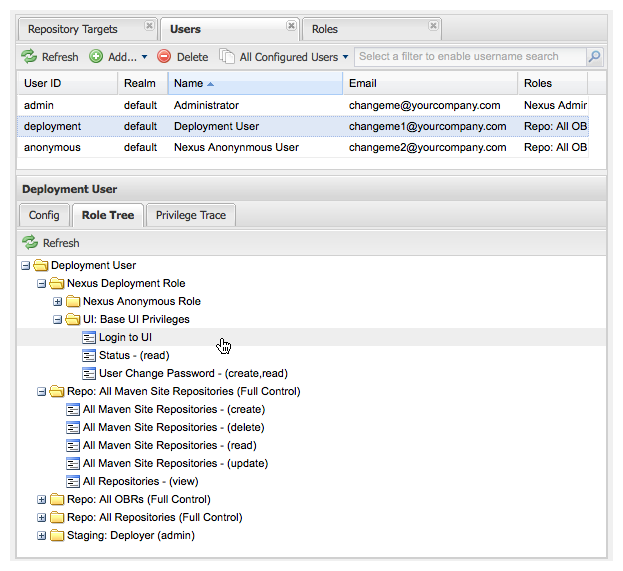 Repository Targets Users Roles
Refresh Add... Delete All Configured Users Select a filter to enable username search
User ID Realm Name Email Roles
admin default Administrator changeme@yourcompany.com Nexus Admir
deployment default Deployment User changeme1@yourcompany.com Repo: All OB
anonymous default Nexus Anonynmous User changeme2@yourcompany.com Repo: All OB
Deployment User
Config Role Tree Privilege Trace
Refresh
Deployment User
Nexus Deployment Role
Nexus Anonymous Role
UI: Base UI Privileges
Login to UI
Status - (read)
User Change Password - (create,read)
Repo: All Maven Site Repositories (Full Control)
All Maven Site Repositories - (create)
All Maven Site Repositories - (delete)
All Maven Site Repositories - (read)
All Maven Site Repositories - (update)
All Repositories - (view)
Repo: All OBRs (Full Control)
Repo: All Repositories (Full Control)
Staging: Deployer (admin)